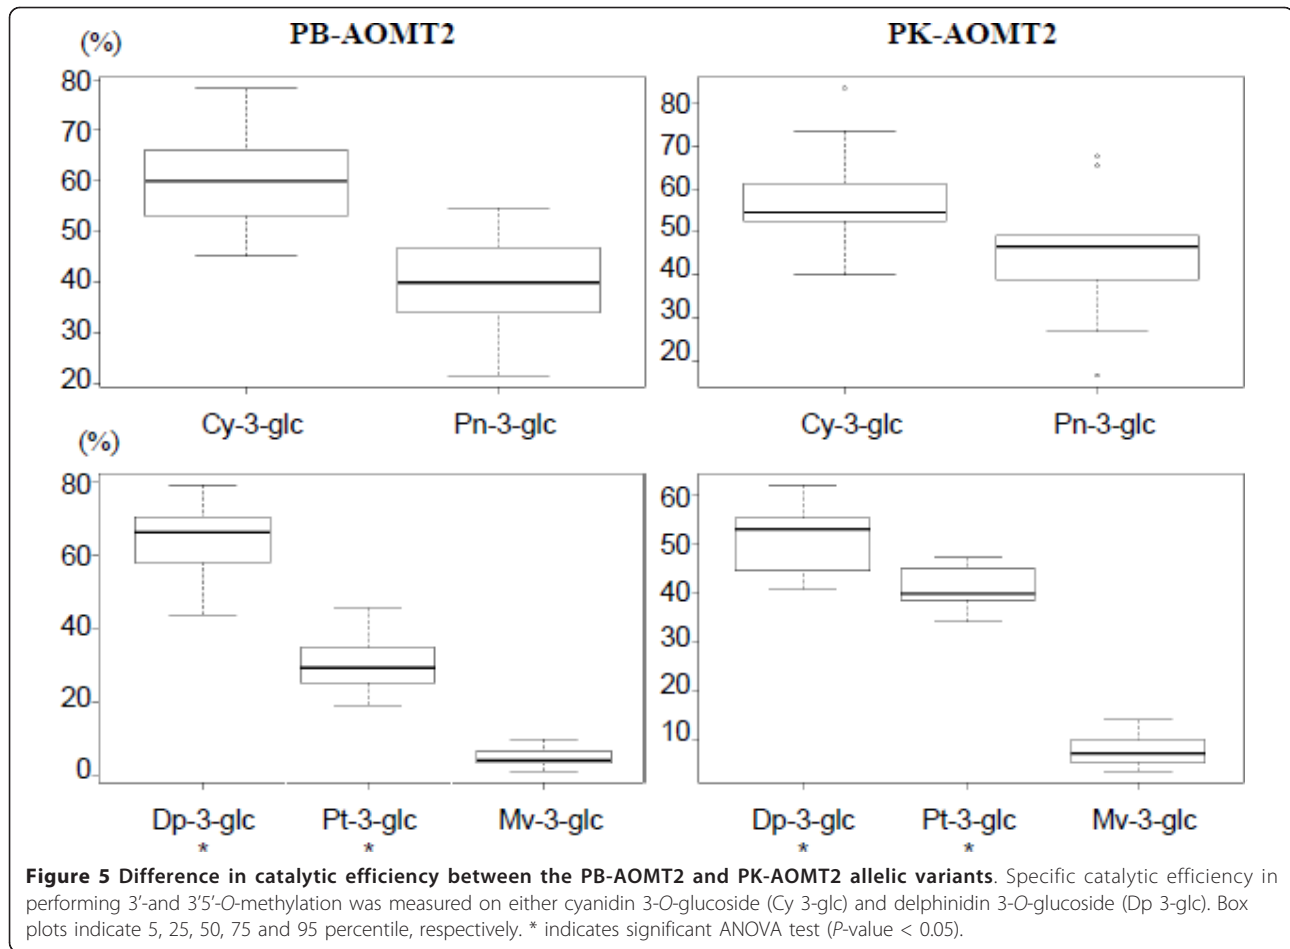 PB-AOMT2
PK-AOMT2
(%)
80
70
60
50
40
30
20
Cy-3-glc
Pn-3-glc
80
70
60
50
40
30
20
Cy-3-glc
Pn-3-glc
(%)
80
60
40
20
0
Dp-3-glc
*
Pt-3-glc
*
Mv-3-glc
60
50
40
30
20
10
Dp-3-glc
*
Pt-3-glc
*
Mv-3-glc
Figure 5 Difference in catalytic efficiency between the PB-AOMT2 and PK-AOMT2 allelic variants. Specific catalytic efficiency in
performing 3'-and 3'5'-O-methylation was measured on either cyanidin 3-O-glucoside (Cy 3-glc) and delphinidin 3-O-glucoside (Dp 3-glc). Box
plots indicate 5, 25, 50, 75 and 95 percentile, respectively. * indicates significant ANOVA test (P-value < 0.05).